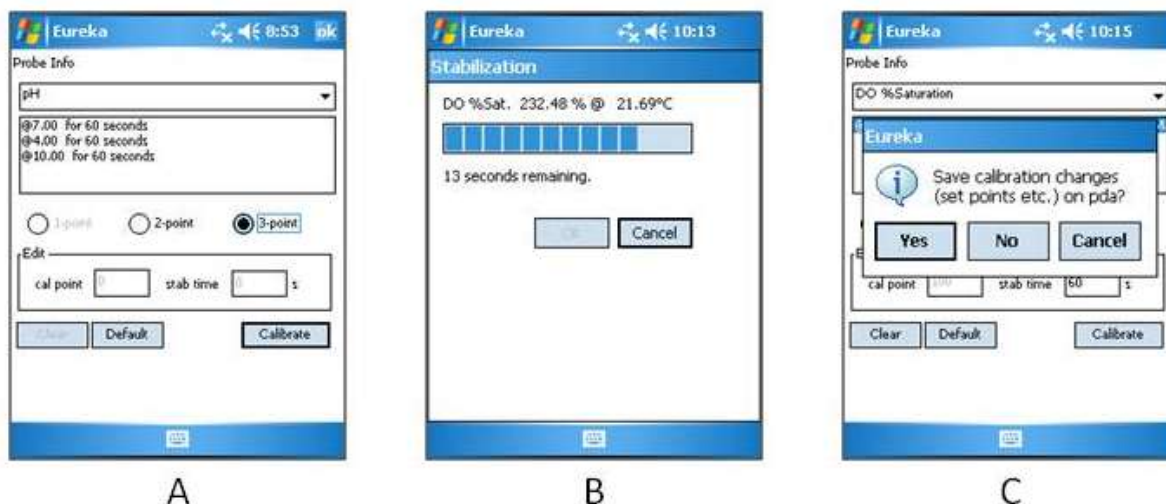 Eureka 8:53 ok
Probe Info
pH
@7.00 for 60 seconds
@4.00 for 60 seconds
@10.00 for 60 seconds
1-point 2-point 3-point
Edit
cal point 0 stab time 0 s
Clear Default Calibrate
A
Eureka 10:13
Stabilization
DO %Sat. 232.48 % @ 21.69°C
13 seconds remaining.
Cancel
B
Eureka 10:15
Probe Info
DO %Saturation
Eureka
Save calibration changes
(set points etc.) on pda?
Yes No Cancel
cal point 100 stab time 60 s
Clear Default Calibrate
C